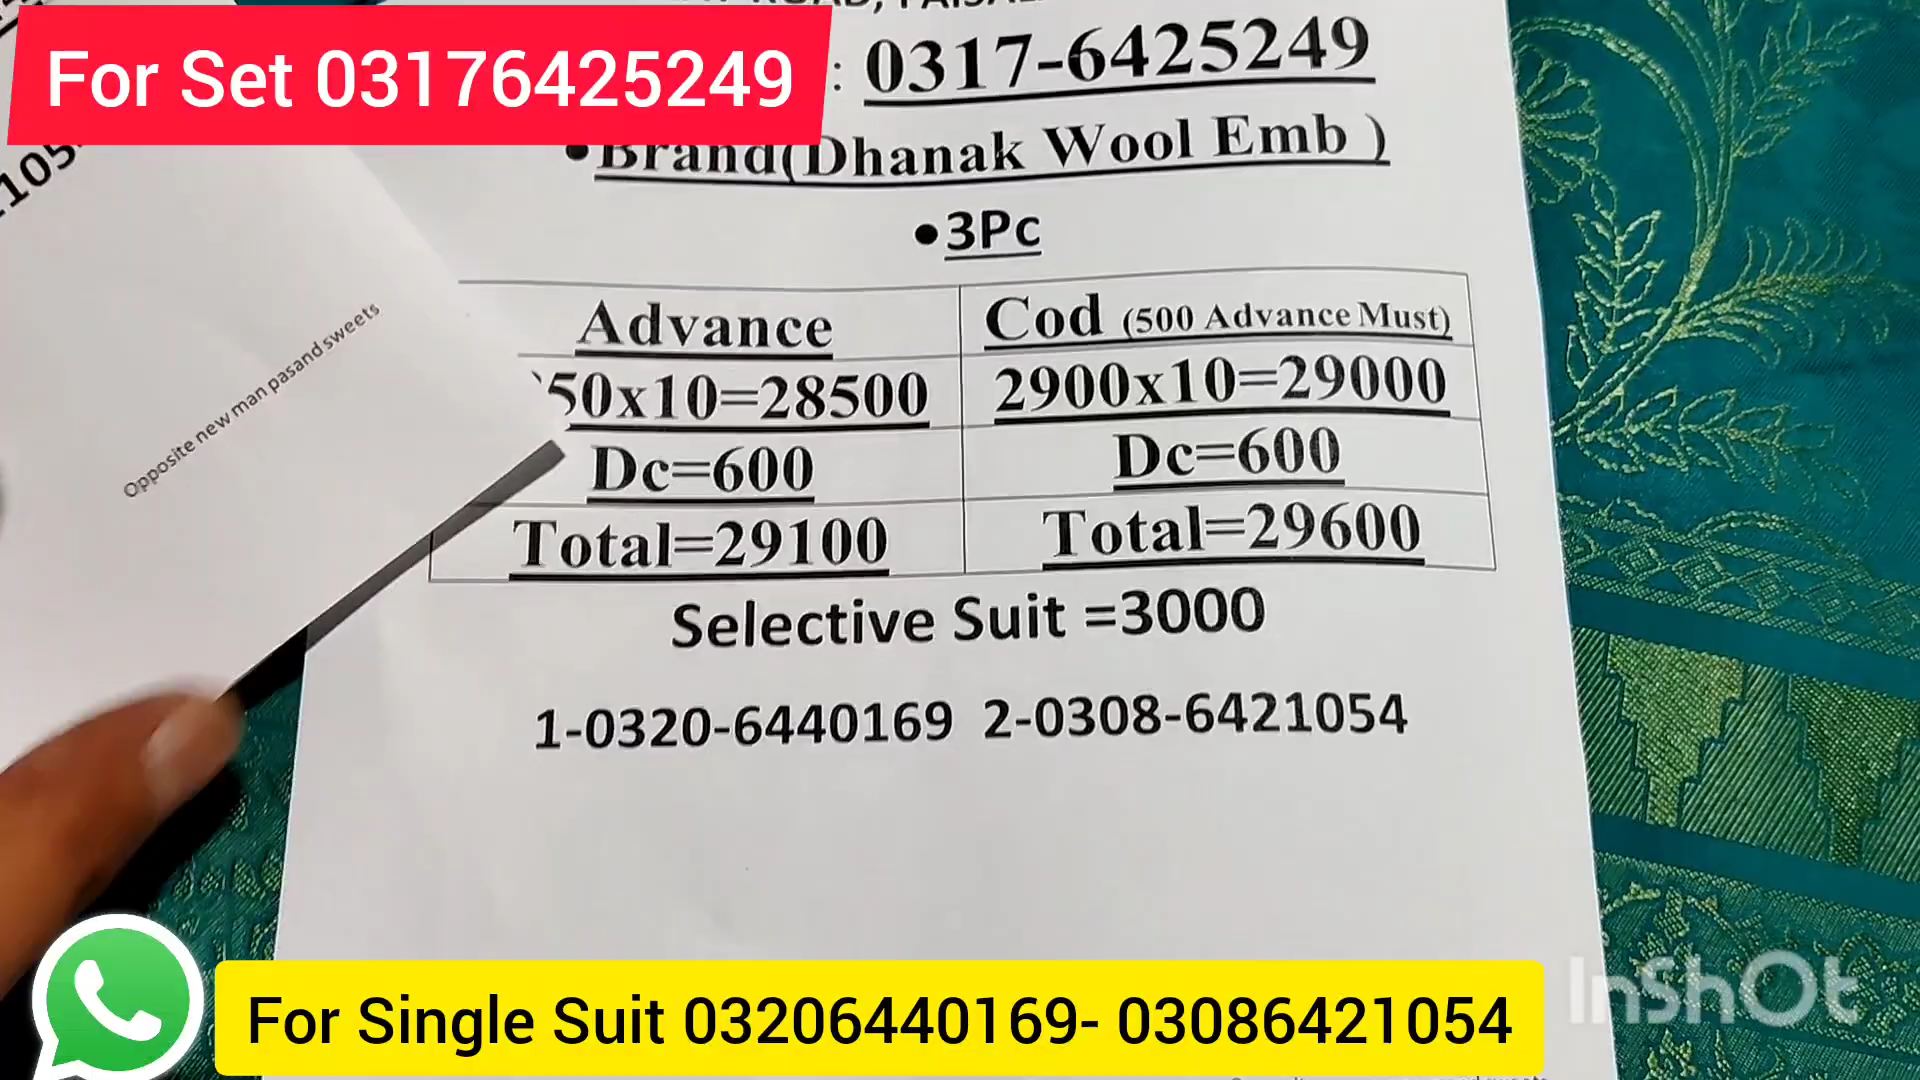 For Set 03176425249
: 0317-6425249
•Brand(Dhanak Wool Emb )
•3Pc
Advance
Cod (500 Advance Must)
50x10=28500
2900x10=29000
Dc=600
Dc=600
Total=29100
Total=29600
Selective Suit =3000
1-0320-6440169 2-0308-6421054
Opposite new man pasand sweets
For Single Suit 03206440169- 03086421054
InShOt